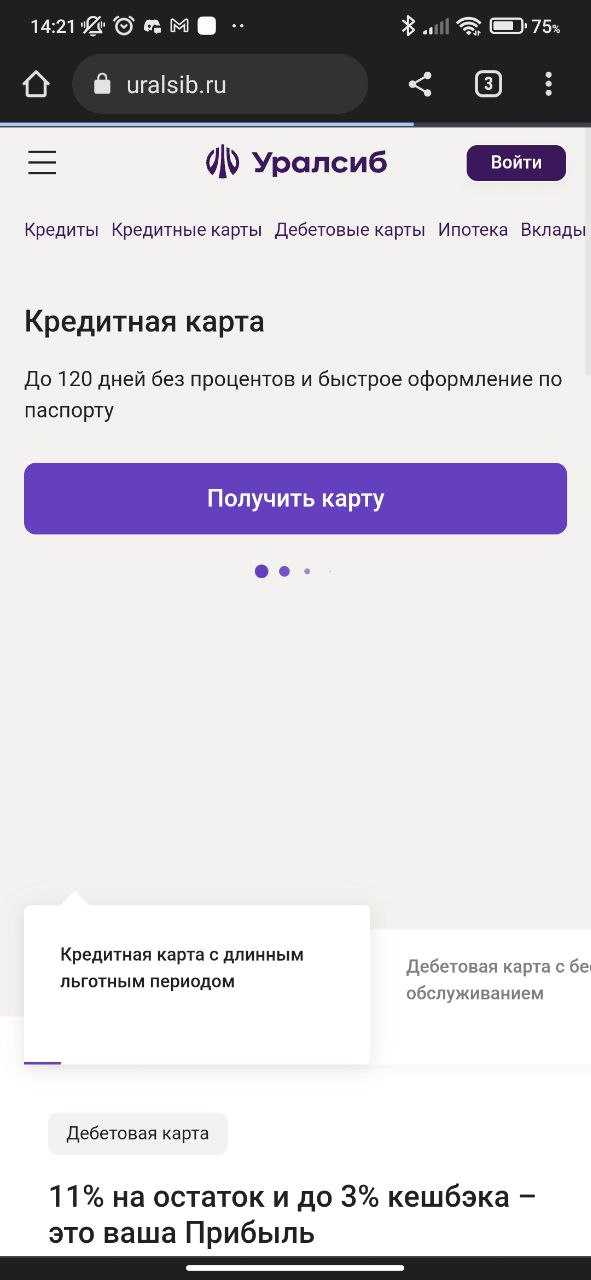 14:21
75%
uralsib.ru
3
Уралсиб
Войти
Кредиты Кредитные карты Дебетовые карты Ипотека Вклады
Кредитная карта
До 120 дней без процентов и быстрое оформление по
паспорту
Получить карту
Кредитная карта с длинным
льготным периодом
Дебетовая карта с бе
обслуживанием
Дебетовая карта
11% на остаток и до 3% кешбэка –
это ваша Прибыль